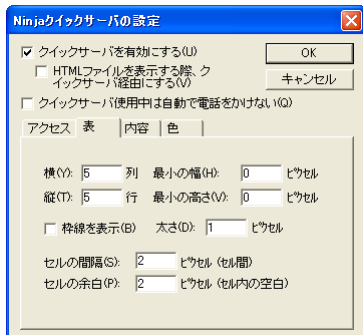 Ninjaクイックサーバの設定
クイックサーバを有効にする(U)
OK
HTMLファイルを表示する際、ク
イックサーバ経由にする(V)
キャンセル
クイックサーバ使用中は自動で電話をかけない(Q)
アクセス 表 内容 色
横(Y): 5 列 最小の幅(H): 0 ピクセル
縦(T): 5 行 最小の高さ(V): 0 ピクセル
枠線を表示(B) 太さ(D): 1 ピクセル
セルの間隔(S): 2 ピクセル (セル間)
セルの余白(P): 2 ピクセル (セル内の空白)